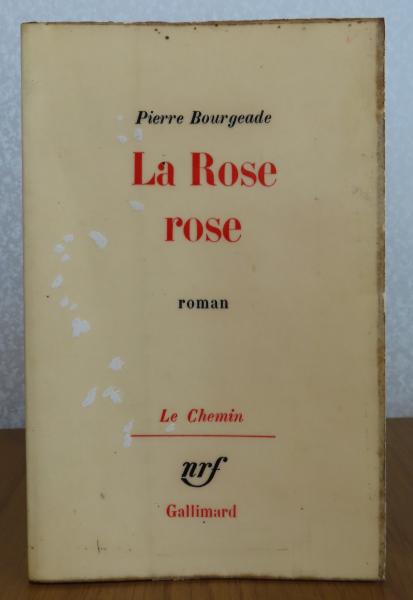 Pierre Bourgeade
La Rose
rose
roman
Le Chemin
nrf
Gallimard